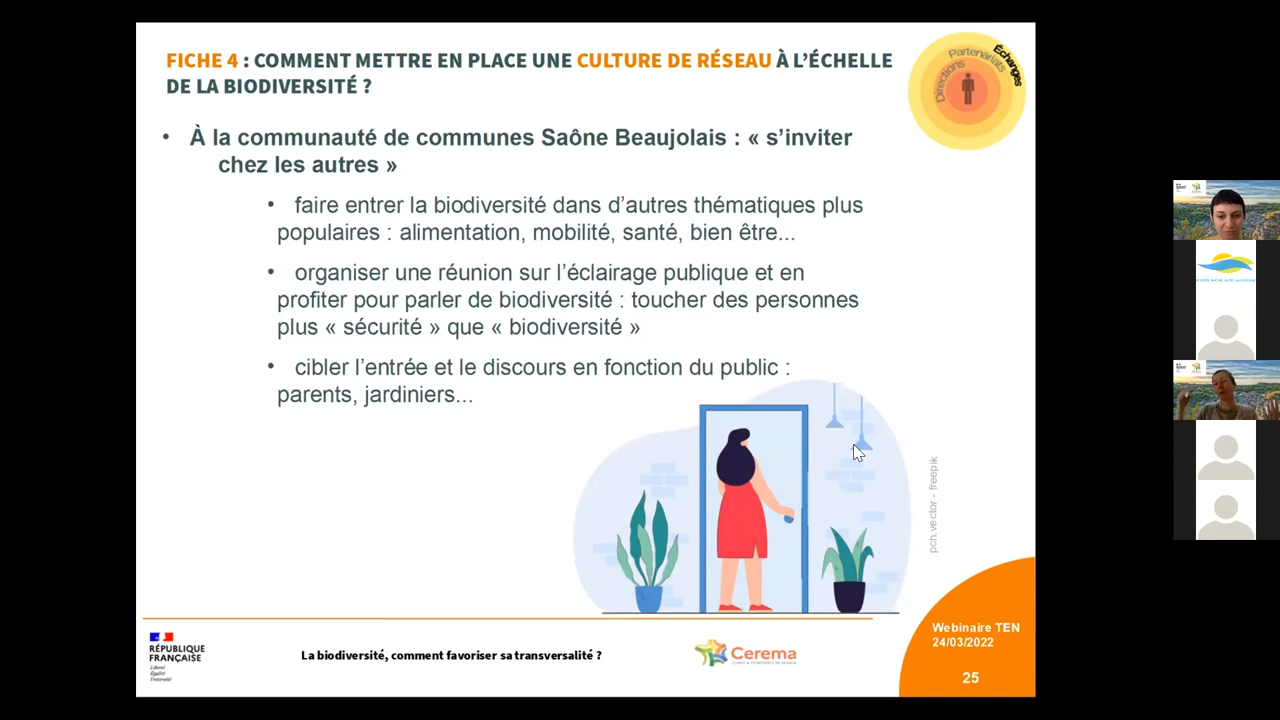 FICHE 4 : COMMENT METTRE EN PLACE UNE CULTURE DE RÉSEAU À L'ÉCHELLE
DE LA BIODIVERSITÉ ?
Échanges
Partenariats
Directions
• À la communauté de communes Saône Beaujolais : « s'inviter
chez les autres »
• faire entrer la biodiversité dans d'autres thématiques plus
populaires : alimentation, mobilité, santé, bien être...
• organiser une réunion sur l'éclairage publique et en
profiter pour parler de biodiversité : toucher des personnes
plus « sécurité » que « biodiversité »
• cibler l'entrée et le discours en fonction du public :
parents, jardiniers...
pch.vector - freepik
RÉPUBLIQUE
FRANÇAISE
Liberté
Égalité
Fraternité
La biodiversité, comment favoriser sa transversalité ?
Cerema
Webinaire TEN
24/03/2022
25